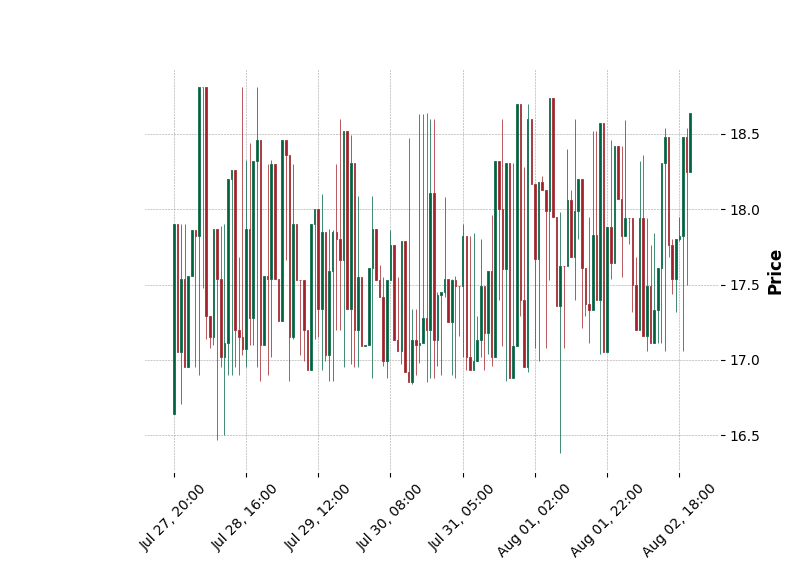 18.5
18.0
17.5
17.0
16.5
Price
Jul 27, 20:00
Jul 28, 16:00
Jul 29, 12:00
Jul 30, 08:00
Jul 31, 05:00
Aug 01, 02:00
Aug 01, 22:00
Aug 02, 18:00